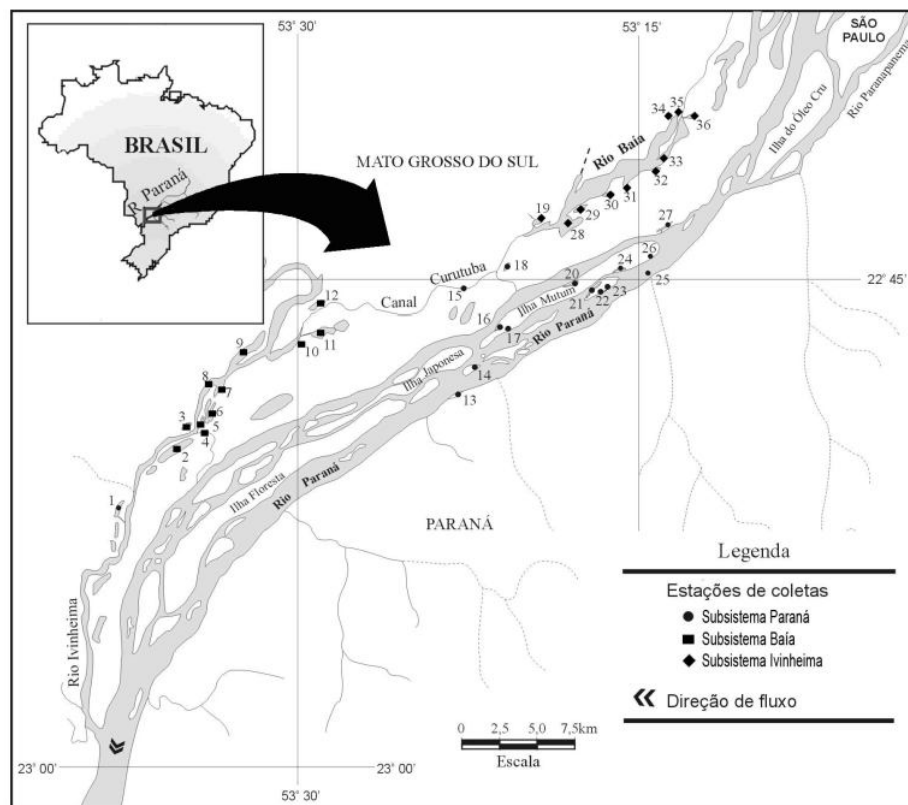 53° 30'
53° 15'
SÃO
PAULO
Rio Paranapanema
Ilha do Óleo Cru
BRASIL
R. Paraná
MATO GROSSO DO SUL
Rio Baía
34
35
36
33
32
31
30
29
28
19
27
26
25
24
23
22
21
20
18
22° 45'
Curutuba
Canal
15
12
11
10
9
Ilha Mutum
16
17
Rio Paraná
Ilha Japonesa
14
13
8
7
6
5
4
3
2
1
Ilha Floresta
Rio Paraná
PARANÁ
Rio Ivinheima
Legenda
Estações de coletas
Subsistema Paraná
Subsistema Baía
Subsistema Ivinheima
Direção de fluxo
0 2,5 5,0 7,5km
Escala
23° 00'
23° 00
53° 30'